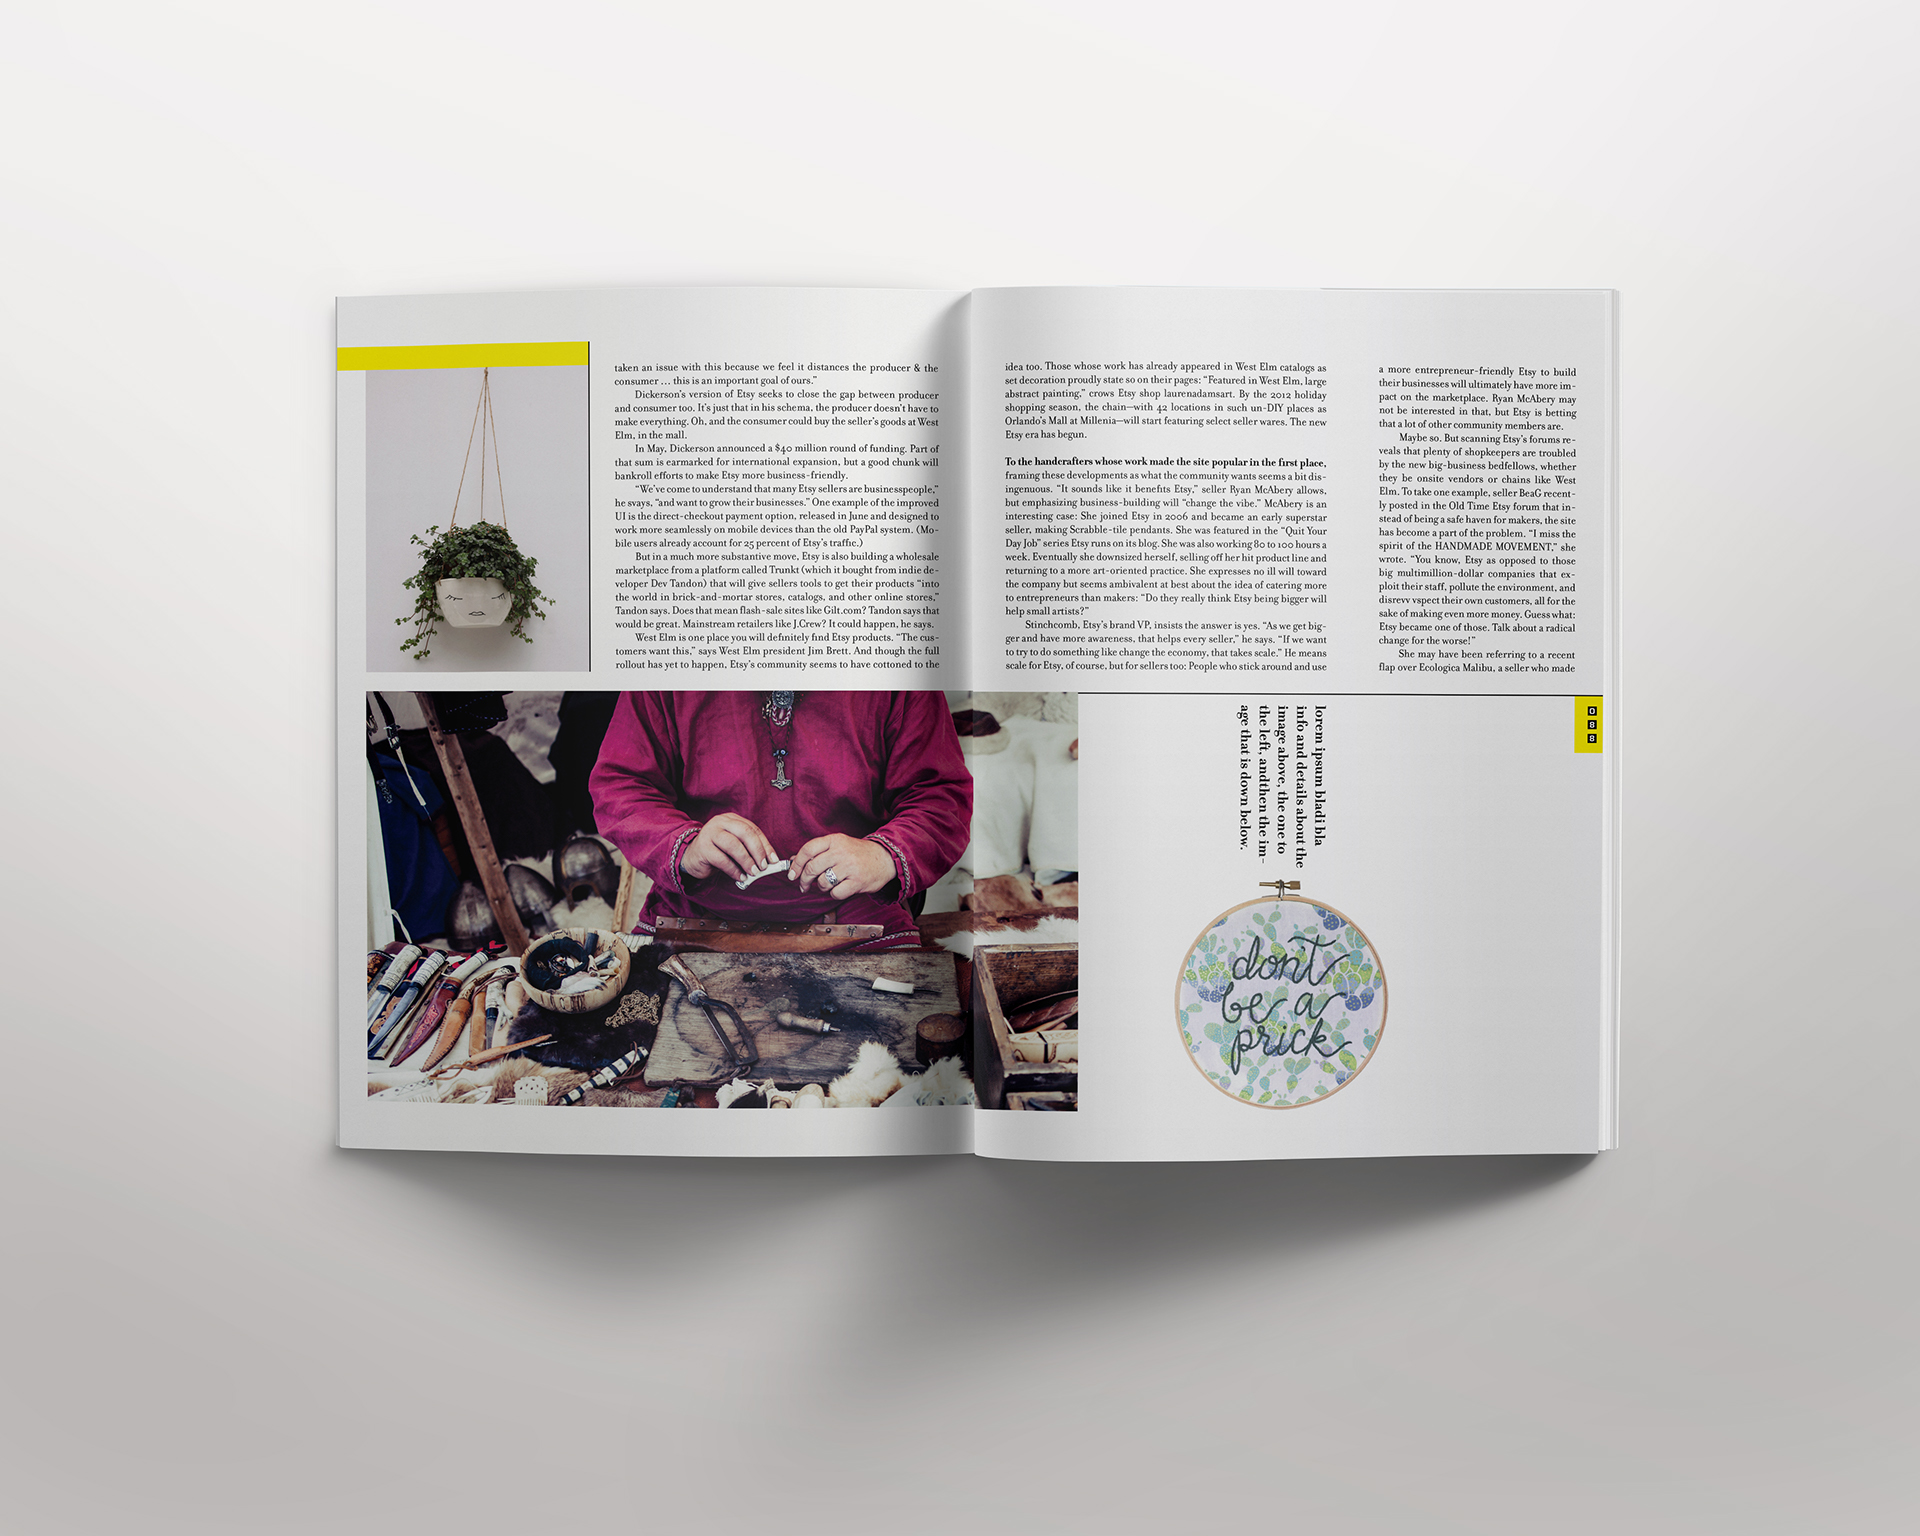 taken an issue with this because we feel it distances the producer & the
consumer ... this is an important goal of ours.”
Dickerson's version of Etsy seeks to close the gap between producer
and consumer too. It's just that in his schema, the producer doesn't have to
make everything. Oh, and the consumer could buy the seller's goods at West
Elm, in the mall.
In May, Dickerson announced a $40 million round of funding. Part of
that sum is earmarked for international expansion, but a good chunk will
bankroll efforts to make Etsy more business-friendly.
“We've come to understand that many Etsy sellers are businesspeople,”
he svays, “and want to grow their businesses.” One example of the improved
UI is the direct-checkout payment option, released in June and designed to
work more seamlessly on mobile devices than the old PayPal system. (Mo-
bile users already account for 25 percent of Etsy's traffic.)
But in a much more substantive move, Etsy is also building a wholesale
marketplace from a platform called Trunkt (which it bought from indie de-
veloper Dev Tandon) that will give sellers tools to get their products “into
the world in brick-and-mortar stores, catalogs, and other online stores,”
Tandon says. Does that mean flash-sale sites like Gilt.com? Tandon says that
would be great. Mainstream retailers like J.Crew? It could happen, he says.
West Elm is one place you will definitely find Etsy products. “The cus-
tomers want this,” says West Elm president Jim Brett. And though the full
rollout has yet to happen, Etsy's community seems to have cottoned to the
idea too. Those whose work has already appeared in West Elm catalogs as
set decoration proudly state so on their pages: “Featured in West Elm, large
abstract painting,” crows Etsy shop laurenadamsart. By the 2012 holiday
shopping season, the chain—with 42 locations in such un-DIY places as
Orlando's Mall at Millenia—will start featuring select seller wares. The new
Etsy era has begun.
To the handcrafters whose work made the site popular in the first place,
framing these developments as what the community wants seems a bit dis-
ingenuous. “It sounds like it benefits Etsy,” seller Ryan McAbery allows,
but emphasizing business-building will “change the vibe.” McAbery is an
interesting case: She joined Etsy in 2006 and became an early superstar
seller, making Scrabble-tile pendants. She was featured in the “Quit Your
Day Job” series Etsy runs on its blog. She was also working 80 to 100 hours a
week. Eventually she downsized herself, selling off her hit product line and
returning to a more art-oriented practice. She expresses no ill will toward
the company but seems ambivalent at best about the idea of catering more
to entrepreneurs than makers: “Do they really think Etsy being bigger will
help small artists?”
Stinchcomb, Etsy's brand VP, insists the answer is yes. “As we get big-
ger and have more awareness, that helps every seller,” he says. “If we want
to try to do something like change the economy, that takes scale.” He means
scale for Etsy, of course, but for sellers too: People who stick around and use
a more entrepreneur-friendly Etsy to build
their businesses will ultimately have more im-
pact on the marketplace. Ryan McAbery may
not be interested in that, but Etsy is betting
that a lot of other community members are.
Maybe so. But scanning Etsy's forums re-
veals that plenty of shopkeepers are troubled
by the new big-business bedfellows, whether
they be onsite vendors or chains like West
Elm. To take one example, seller BeaG recent-
ly posted in the Old Time Etsy forum that in-
stead of being a safe haven for makers, the site
has become a part of the problem. “I miss the
spirit of the HANDMADE MOVEMENT,” she
wrote. “You know, Etsy as opposed to those
big multimillion-dollar companies that ex-
ploit their staff, pollute the environment, and
disrevv vspect their own customers, all for the
sake of making even more money. Guess what:
Etsy became one of those. Talk about a radical
change for the worse!”
She may have been referring to a recent
flap over Ecologica Malibu, a seller who made
088
lorem ipsum bladi bla
info and details about the
image above, the one to
the left, andthen the im-
age that is down below.
don't
be a
prick